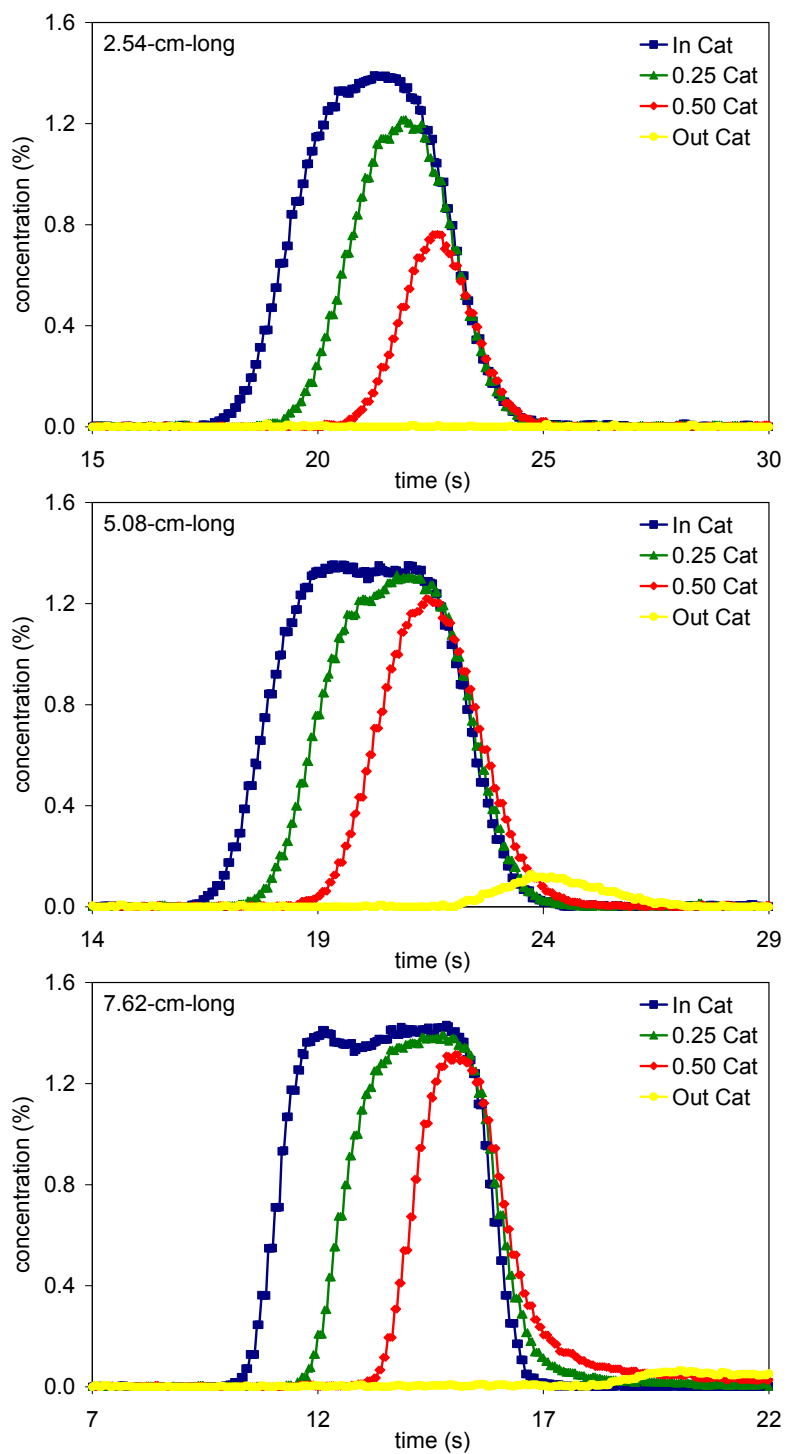 1.6
2.54-cm-long
In Cat
0.25 Cat
0.50 Cat
Out Cat
1.2
0.8
0.4
0.0
concentration (%)
15 20 25 30
time (s)
1.6
5.08-cm-long
In Cat
0.25 Cat
0.50 Cat
Out Cat
1.2
0.8
0.4
0.0
concentration (%)
14 19 24 29
time (s)
1.6
7.62-cm-long
In Cat
0.25 Cat
0.50 Cat
Out Cat
1.2
0.8
0.4
0.0
concentration (%)
7 12 17 22
time (s)